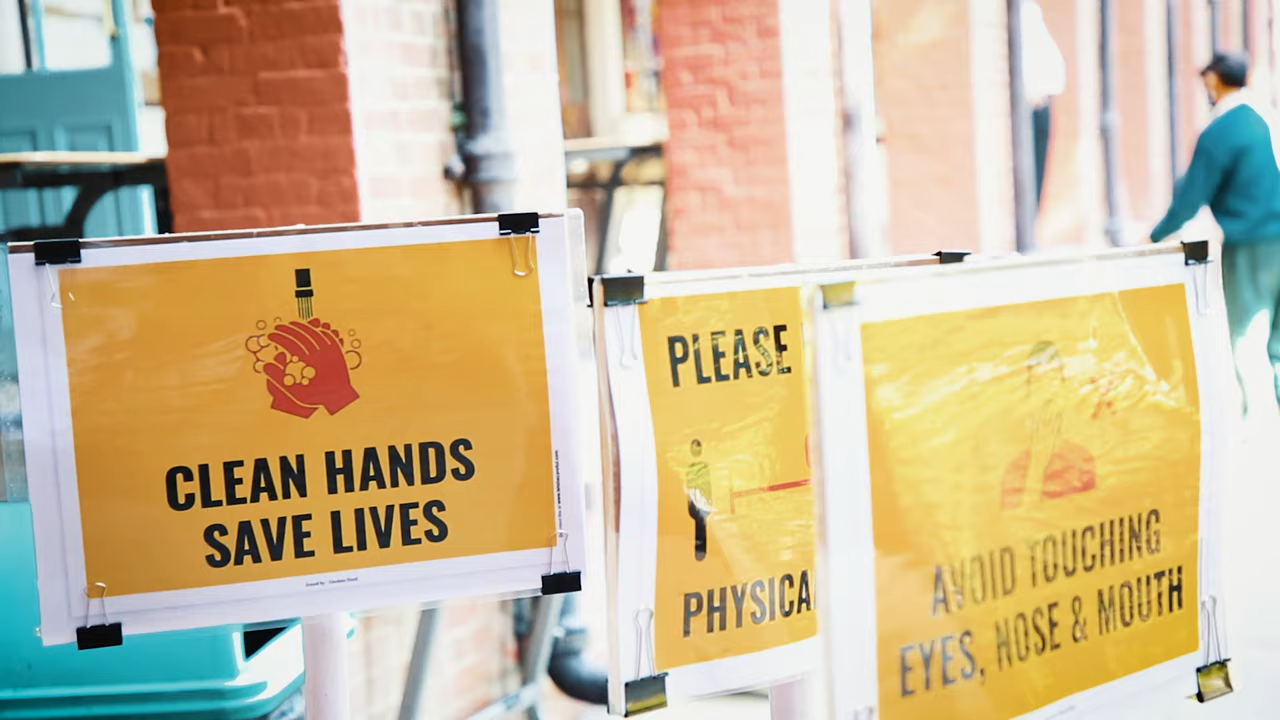 CLEAN HANDS
SAVE LIVES
PLEASE
PHYSICA
AVOID TOUCHING
EYES, NOSE & MOUTH